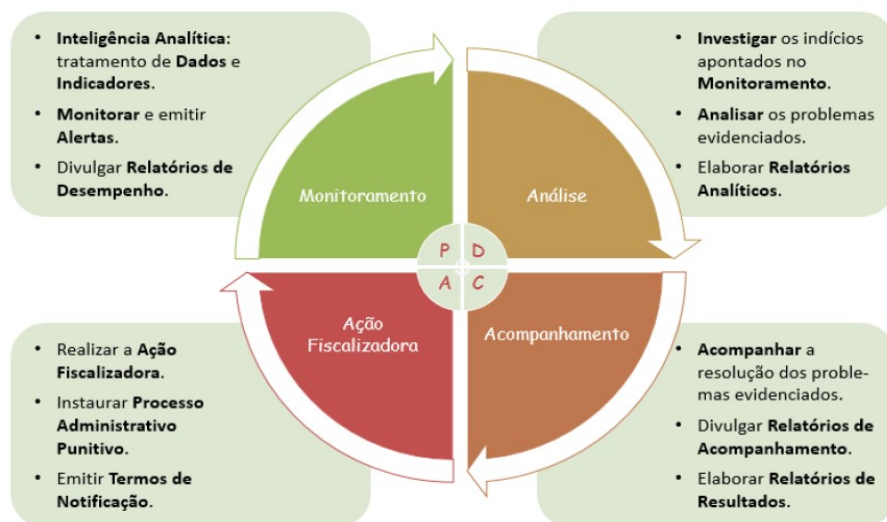 • Inteligência Analítica:
tratamento de Dados e
Indicadores.
• Monitorar e emitir
Alertas.
• Divulgar Relatórios de
Desempenho.
• Investigar os indícios
apontados no
Monitoramento.
• Analisar os problemas
evidenciados.
• Elaborar Relatórios
Analíticos.
Monitoramento
Análise
P D
A C
Ação
Fiscalizadora
Acompanhamento
• Realizar a Ação
Fiscalizadora.
• Instaurar Processo
Administrativo
Punitivo.
• Emitir Termos de
Notificação.
• Acompanhar a
resolução dos proble-
mas evidenciados.
• Divulgar Relatórios de
Acompanhamento.
• Elaborar Relatórios de
Resultados.